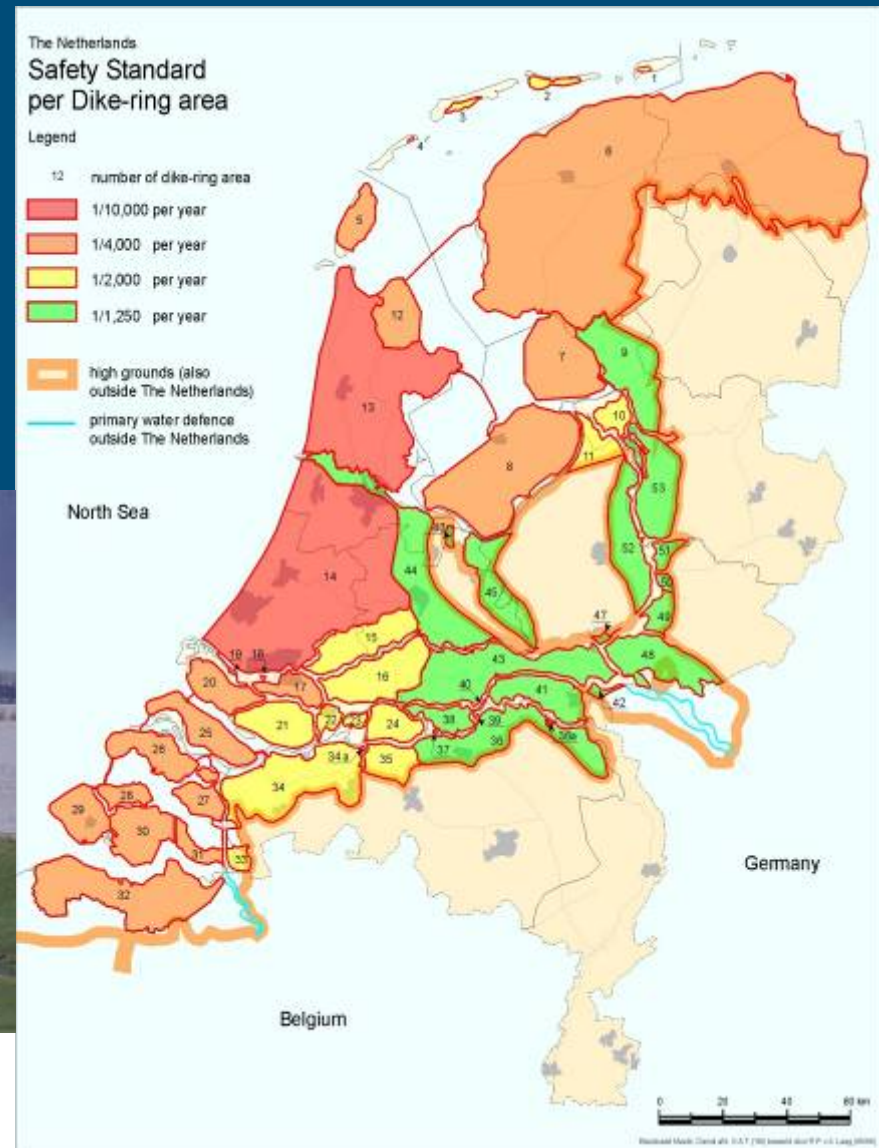 The Netherlands
Safety Standard
per Dike-ring area
Legend
12 number of dike-ring area
1/10,000 per year
1/4,000 per year
1/2,000 per year
1/1,250 per year
high grounds (also
outside The Netherlands)
primary water defence
outside The Netherlands
North Sea
Germany
Belgium
1
2
3
4
5
6
12
7
9
13
10
11
8
53
14
44
45
52
51
49
47
15
48
43
16
40
41
42
20
17
21
22
24
38
39
37
36
36a
25
26
34a
35
34
27
28
29
30
31
33
32
0 20 40 60 km